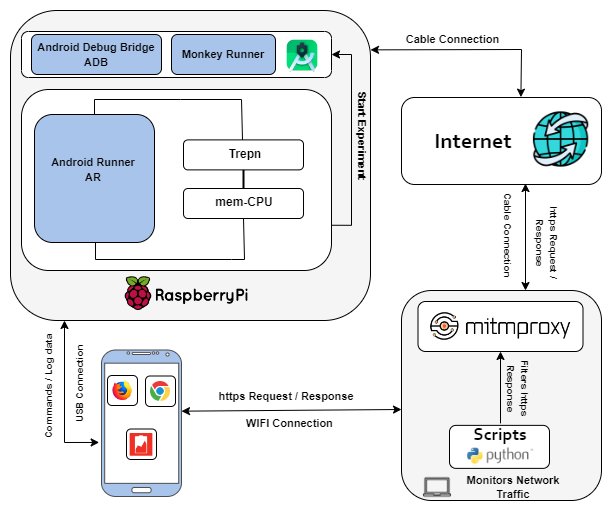 Android Debug Bridge
ADB
Monkey Runner
Cable Connection
Start Experiment
Android Runner
AR
Trepn
mem-CPU
RaspberryPi
Internet
Cable Connection
https Request /
Response
mitmproxy
Filters https
Response
Scripts
python
Monitors Network
Traffic
Commands / Log data
USB Connection
https Request / Response
WIFI Connection